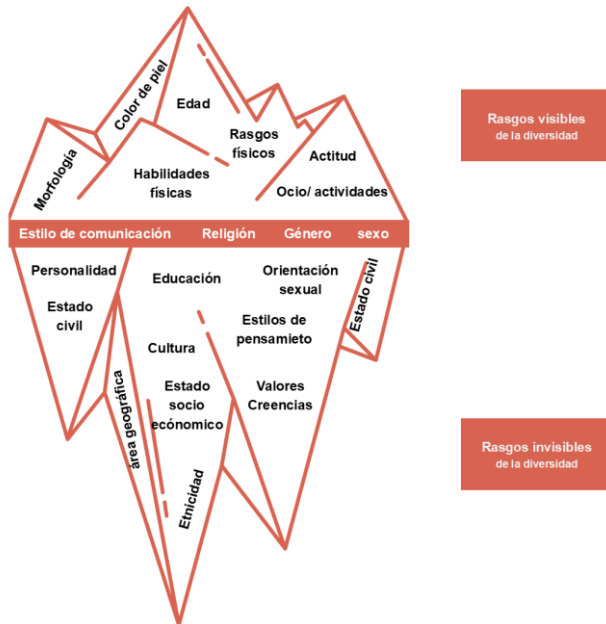 Color de piel
Edad
Rasgos
físicos
Morfología
Habilidades
físicas
Actitud
Ocio/ actividades
Rasgos visibles
de la diversidad
Estilo de comunicación Religión Género sexo
Personalidad
Estado
civil
Educación
Orientación
sexual
Estado civil
Estilos de
pensamieto
Cultura
área geográfica
Estado
socio
ecónomico
Valores
Creencias
Etnicidad
Rasgos invisibles
de la diversidad